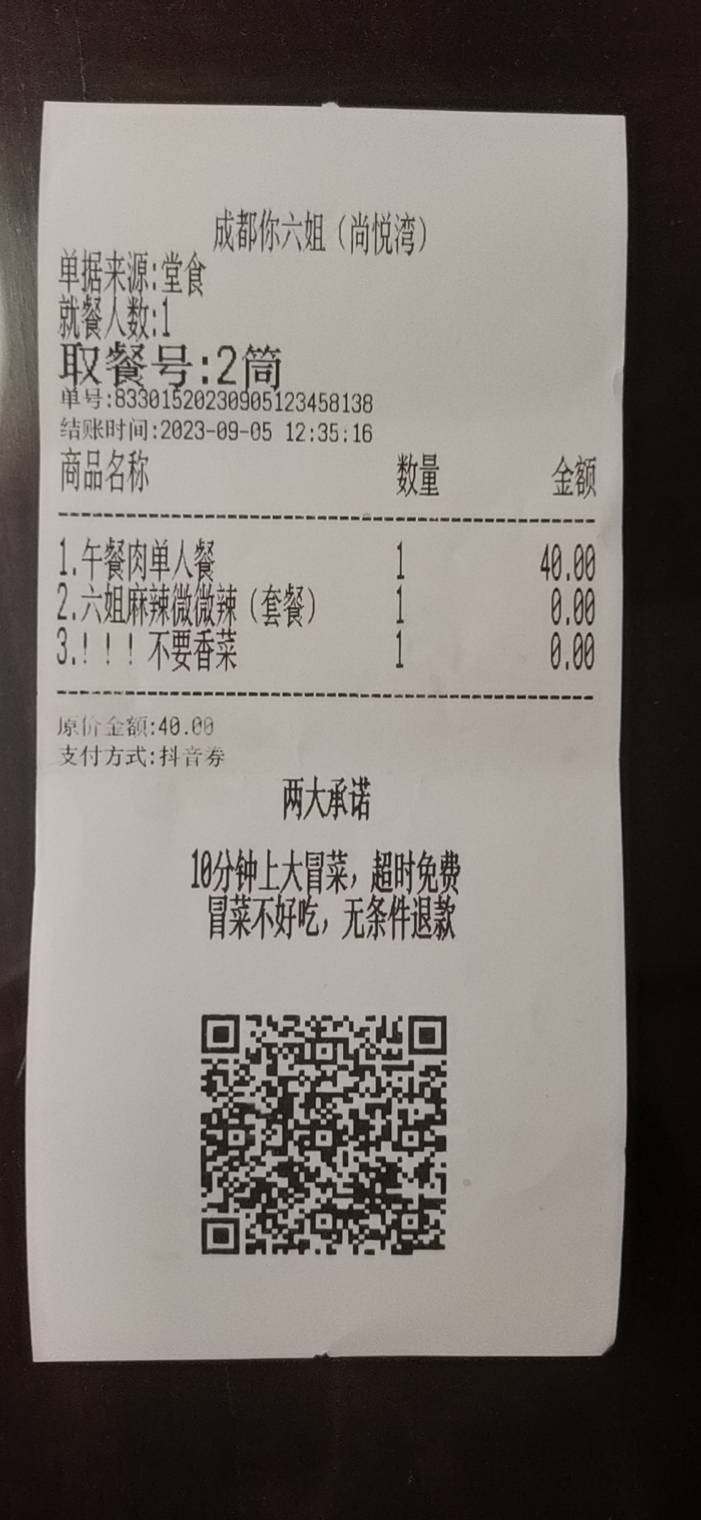 成都你六姐（尚悦湾）
单据来源:堂食
就餐人数:1
取餐号:2筒
单号:83301520230905123458138
结账时间:2023-09-05 12:35:16
商品名称 数量 金额
1.午餐肉单人餐 1 40.00
2.六姐麻辣微微辣（套餐） 1 0.00
3.！！！不要香菜 1 0.00
原价金额:40.00
支付方式:抖音券
两大承诺
10分钟上大冒菜，超时免费
冒菜不好吃，无条件退款